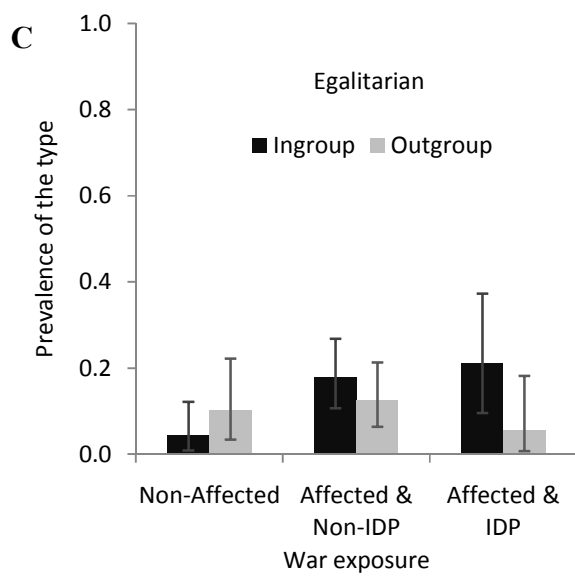 C
Prevalence of the type
1.0
0.8
0.6
0.4
0.2
0.0
Egalitarian
Ingroup Outgroup
Non-Affected Affected & Affected &
Non-IDP IDP
War exposure